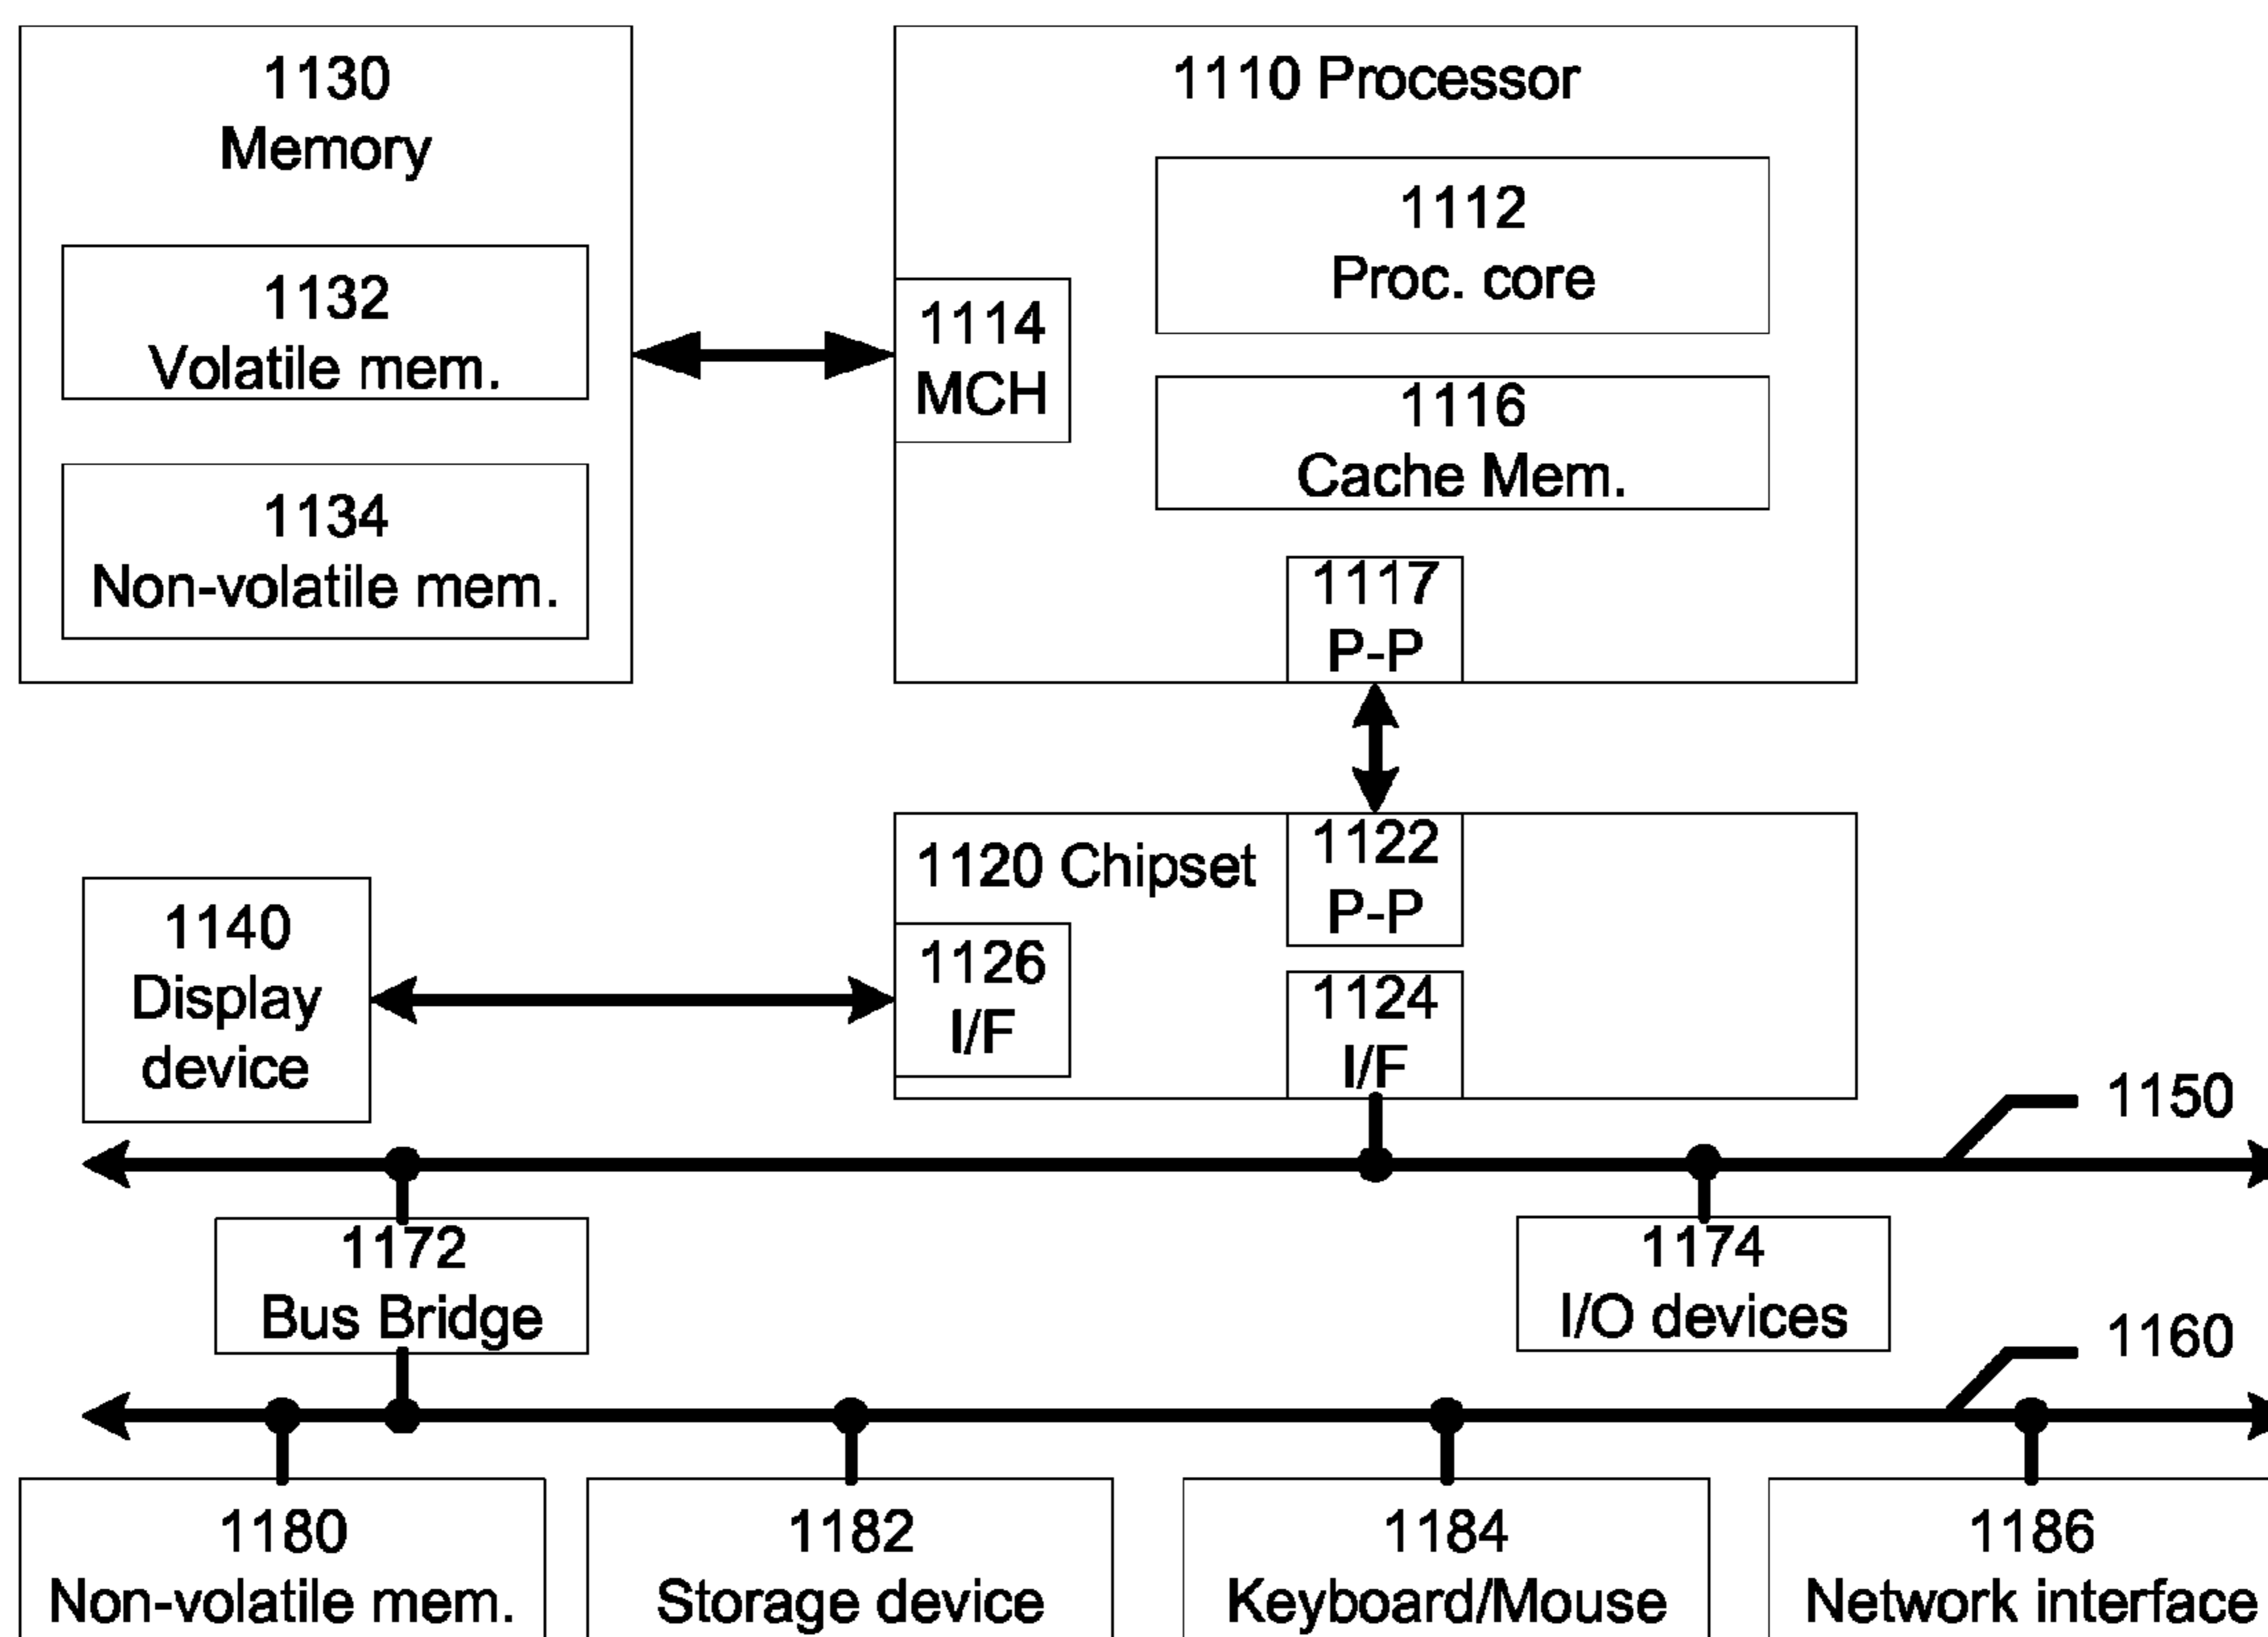 1130
Memory
1132
Volatile mem.
1134
Non-volatile mem.
1110 Processor
1112
Proc. core
1114
MCH
1116
Cache Mem.
1117
P-P
1120 Chipset
1122
P-P
1126
I/F
1124
I/F
1140
Display
device
1150
1172
Bus Bridge
1174
I/O devices
1160
1180
Non-volatile mem.
1182
Storage device
1184
Keyboard/Mouse
1186
Network interface